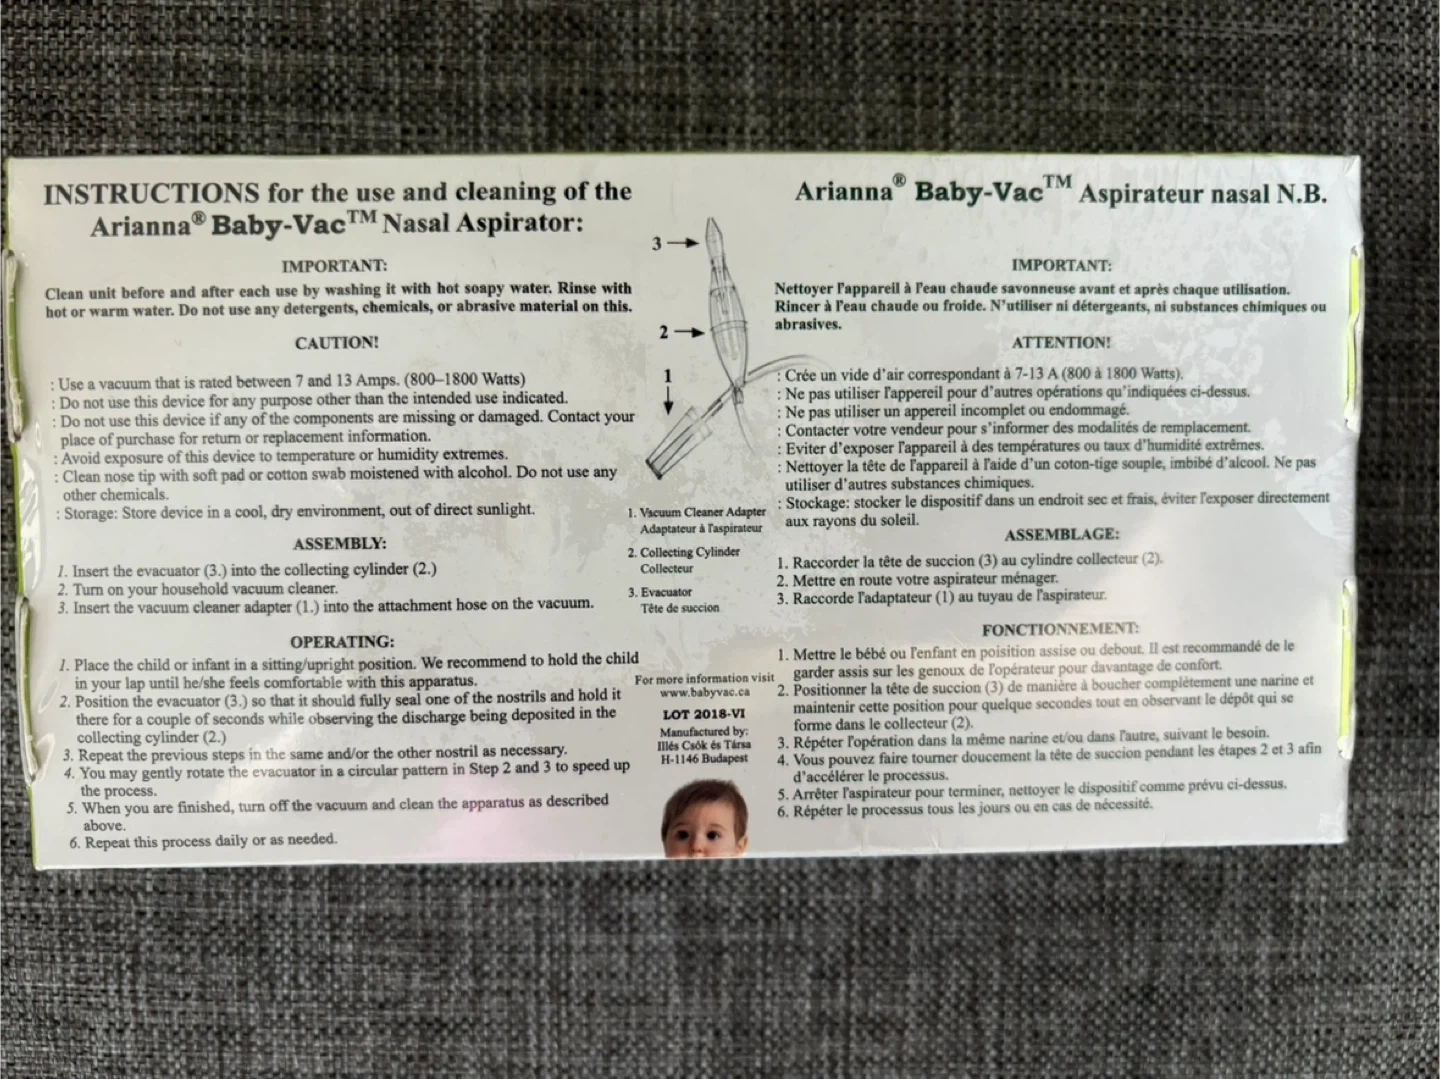 INSTRUCTIONS for the use and cleaning of the
Arianna® Baby-Vac™ Nasal Aspirator:
IMPORTANT:
Clean unit before and after each use by washing it with hot soapy water. Rinse with
hot or warm water. Do not use any detergents, chemicals, or abrasive material on this.
CAUTION!
: Use a vacuum that is rated between 7 and 13 Amps. (800–1800 Watts)
: Do not use this device for any purpose other than the intended use indicated.
: Do not use this device if any of the components are missing or damaged. Contact your
place of purchase for return or replacement information.
: Avoid exposure of this device to temperature or humidity extremes.
: Clean nose tip with soft pad or cotton swab moistened with alcohol. Do not use any
other chemicals.
: Storage: Store device in a cool, dry environment, out of direct sunlight.
ASSEMBLY:
1. Insert the evacuator (3.) into the collecting cylinder (2.)
2. Turn on your household vacuum cleaner.
3. Insert the vacuum cleaner adapter (1.) into the attachment hose on the vacuum.
OPERATING:
1. Place the child or infant in a sitting/upright position. We recommend to hold the child
in your lap until he/she feels comfortable with this apparatus.
2. Position the evacuator (3.) so that it should fully seal one of the nostrils and hold it
there for a couple of seconds while observing the discharge being deposited in the
collecting cylinder (2.)
3. Repeat the previous steps in the same and/or the other nostril as necessary.
4. You may gently rotate the evacuator in a circular pattern in Step 2 and 3 to speed up
the process.
5. When you are finished, turn off the vacuum and clean the apparatus as described
above.
6. Repeat this process daily or as needed.
3
2
1
1. Vacuum Cleaner Adapter
Adaptateur à l'aspirateur
2. Collecting Cylinder
Collecteur
3. Evacuator
Tête de succion
For more information visit
www.babyvac.ca
LOT 2018-VI
Manufactured by:
Illés Csók és Társa
H-1146 Budapest
Arianna® Baby-Vac™ Aspirateur nasal N.B.
IMPORTANT:
Nettoyer l'appareil à l'eau chaude savonneuse avant et après chaque utilisation.
Rincer à l'eau chaude ou froide. N'utiliser ni détergeants, ni substances chimiques ou
abrasives.
ATTENTION!
: Crée un vide d'air correspondant à 7-13 A (800 à 1800 Watts).
: Ne pas utiliser l'appareil pour d'autres opérations qu'indiquées ci-dessus.
: Ne pas utiliser un appereil incomplet ou endommagé.
: Contacter votre vendeur pour s'informer des modalités de remplacement.
: Eviter d'exposer l'appareil à des températures ou taux d'humidité extrêmes.
: Nettoyer la tête de l'appareil à l'aide d'un coton-tige souple, imbibé d'alcool. Ne pas
utiliser d'autres substances chimiques.
: Stockage: stocker le dispositif dans un endroit sec et frais, éviter l'exposer directement
aux rayons du soleil.
ASSEMBLAGE:
1. Raccorder la tête de succion (3) au cylindre collecteur (2).
2. Mettre en route votre aspirateur ménager.
3. Raccorde l'adaptateur (1) au tuyau de l'aspirateur.
FONCTIONNEMENT:
1. Mettre le bébé ou l'enfant en poisition assise ou debout. Il est recommandé de le
garder assis sur les genoux de l'opérateur pour davantage de confort.
2. Positionner la tête de succion (3) de manière à boucher complètement une narine et
maintenir cette position pour quelque secondes tout en observant le dépôt qui se
forme dans le collecteur (2).
3. Répéter l'opération dans la même narine et/ou dans l'autre, suivant le besoin.
4. Vous pouvez faire tourner doucement la tête de succion pendant les étapes 2 et 3 afin
d'accélérer le processus.
5. Arrêter l'aspirateur pour terminer, nettoyer le dispositif comme prévu ci-dessus.
6. Répéter le processus tous les jours ou en cas de nécessité.